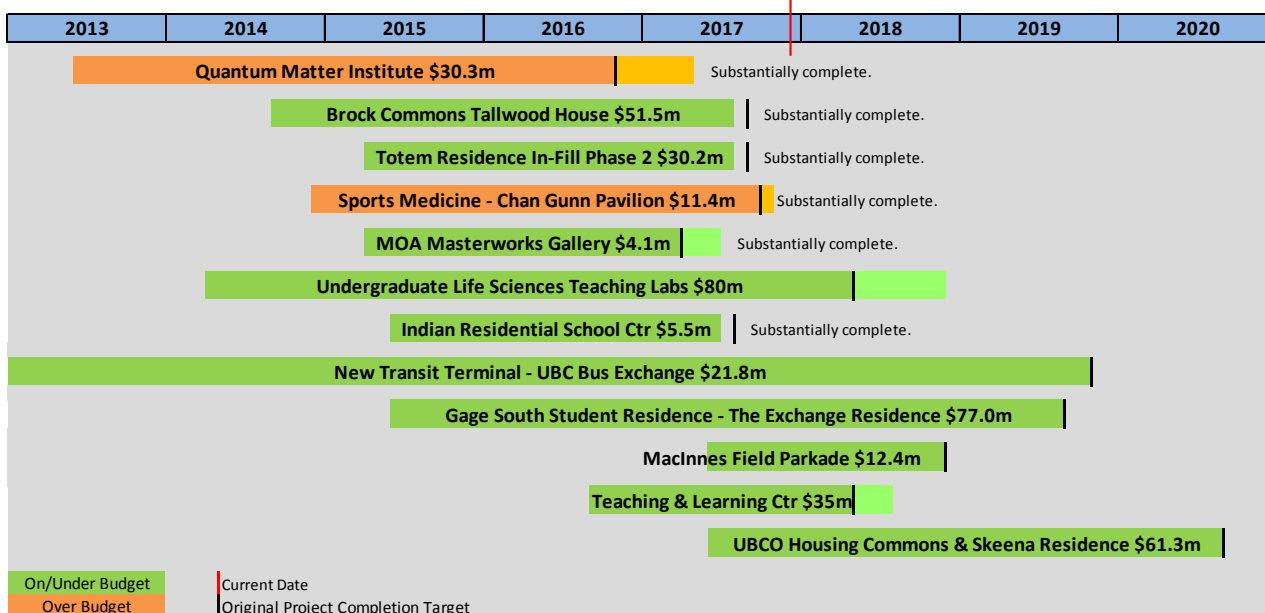 2013 2014 2015 2016 2017 2018 2019 2020
Quantum Matter Institute $30.3m Substantially complete.
Brock Commons Tallwood House $51.5m Substantially complete.
Totem Residence In-Fill Phase 2 $30.2m Substantially complete.
Sports Medicine - Chan Gunn Pavilion $11.4m Substantially complete.
MOA Masterworks Gallery $4.1m Substantially complete.
Undergraduate Life Sciences Teaching Labs $80m
Indian Residential School Ctr $5.5m Substantially complete.
New Transit Terminal - UBC Bus Exchange $21.8m
Gage South Student Residence - The Exchange Residence $77.0m
MacInnes Field Parkade $12.4m
Teaching & Learning Ctr $35m
UBCO Housing Commons & Skeena Residence $61.3m
On/Under Budget Current Date
Over Budget Original Project Completion Target